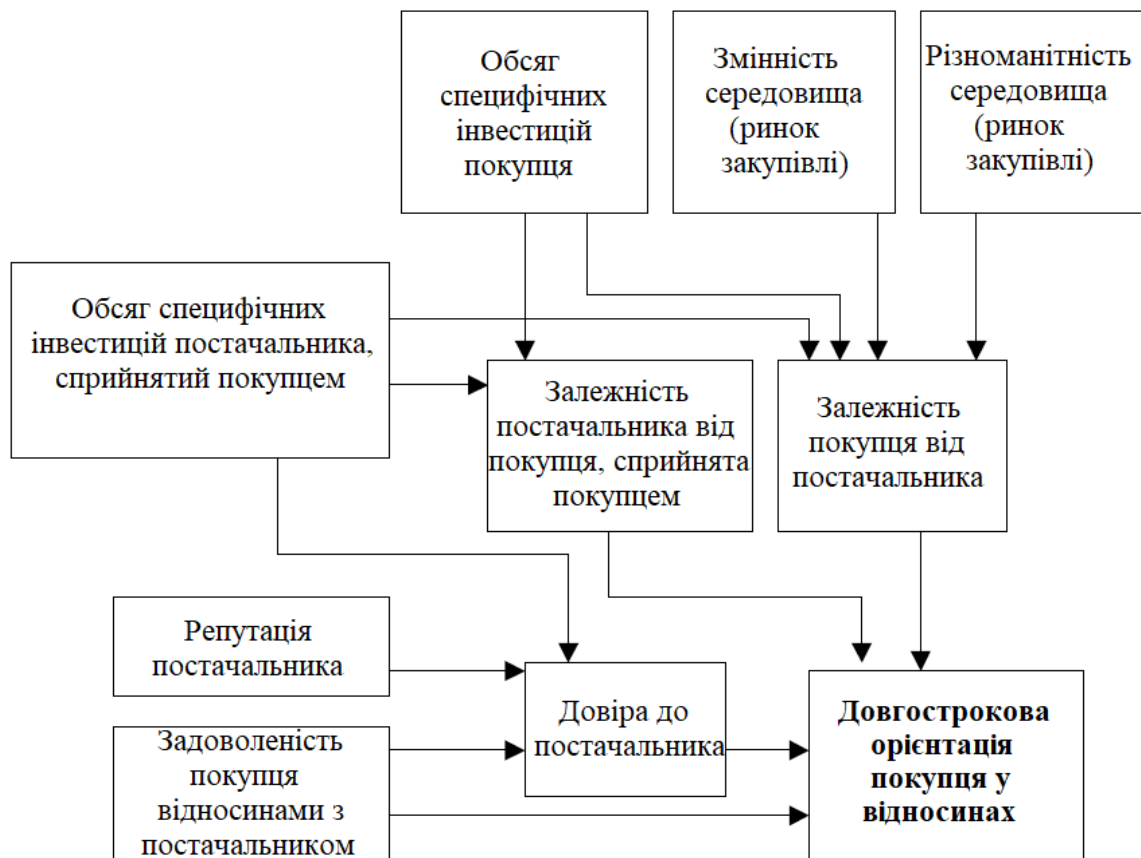 Обсяг
специфічних
інвестицій
покупця
Змінність
середовища
(ринок
закупівлі)
Різноманітність
середовища
(ринок
закупівлі)
Обсяг специфічних
інвестицій постачальника,
сприйнятий покупцем
Залежність
постачальника від
покупця, сприйнята
покупцем
Залежність
покупця від
постачальника
Репутація
постачальника
Задоволеність
покупця
відносинами з
постачальником
Довіра до
постачальника
Довгострокова
орієнтація
покупця у
відносинах